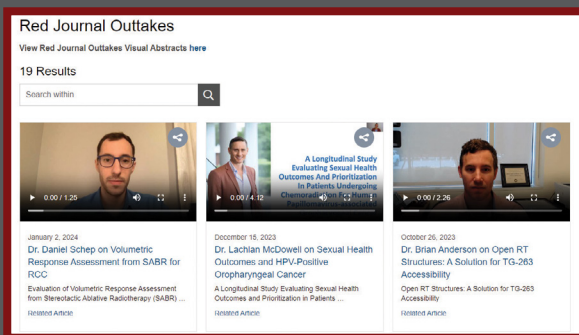 Red Journal Outtakes
View Red Journal Outtakes Visual Abstracts here
19 Results
Search within
A Longitudinal Study
Evaluating Sexual Health
Outcomes And Prioritization
In Patients Undergoing
Chemoradiation For Human
Papillomavirus-associated
0:00 / 1:25
0:00 / 4:12
0:00 / 2:26
January 2, 2024
Dr. Daniel Schep on Volumetric
Response Assessment from SABR for
RCC
Evaluation of Volumetric Response Assessment
from Stereotactic Ablative Radiotherapy (SABR) ...
Related Article
December 15, 2023
Dr. Lachlan McDowell on Sexual Health
Outcomes and HPV-Positive
Oropharyngeal Cancer
A Longitudinal Study Evaluating Sexual Health
Outcomes and Prioritization in Patients ...
Related Article
October 26, 2023
Dr. Brian Anderson on Open RT
Structures: A Solution for TG-263
Accessibility
Open RT Structures: A Solution for TG-263
Accessibility
Related Article